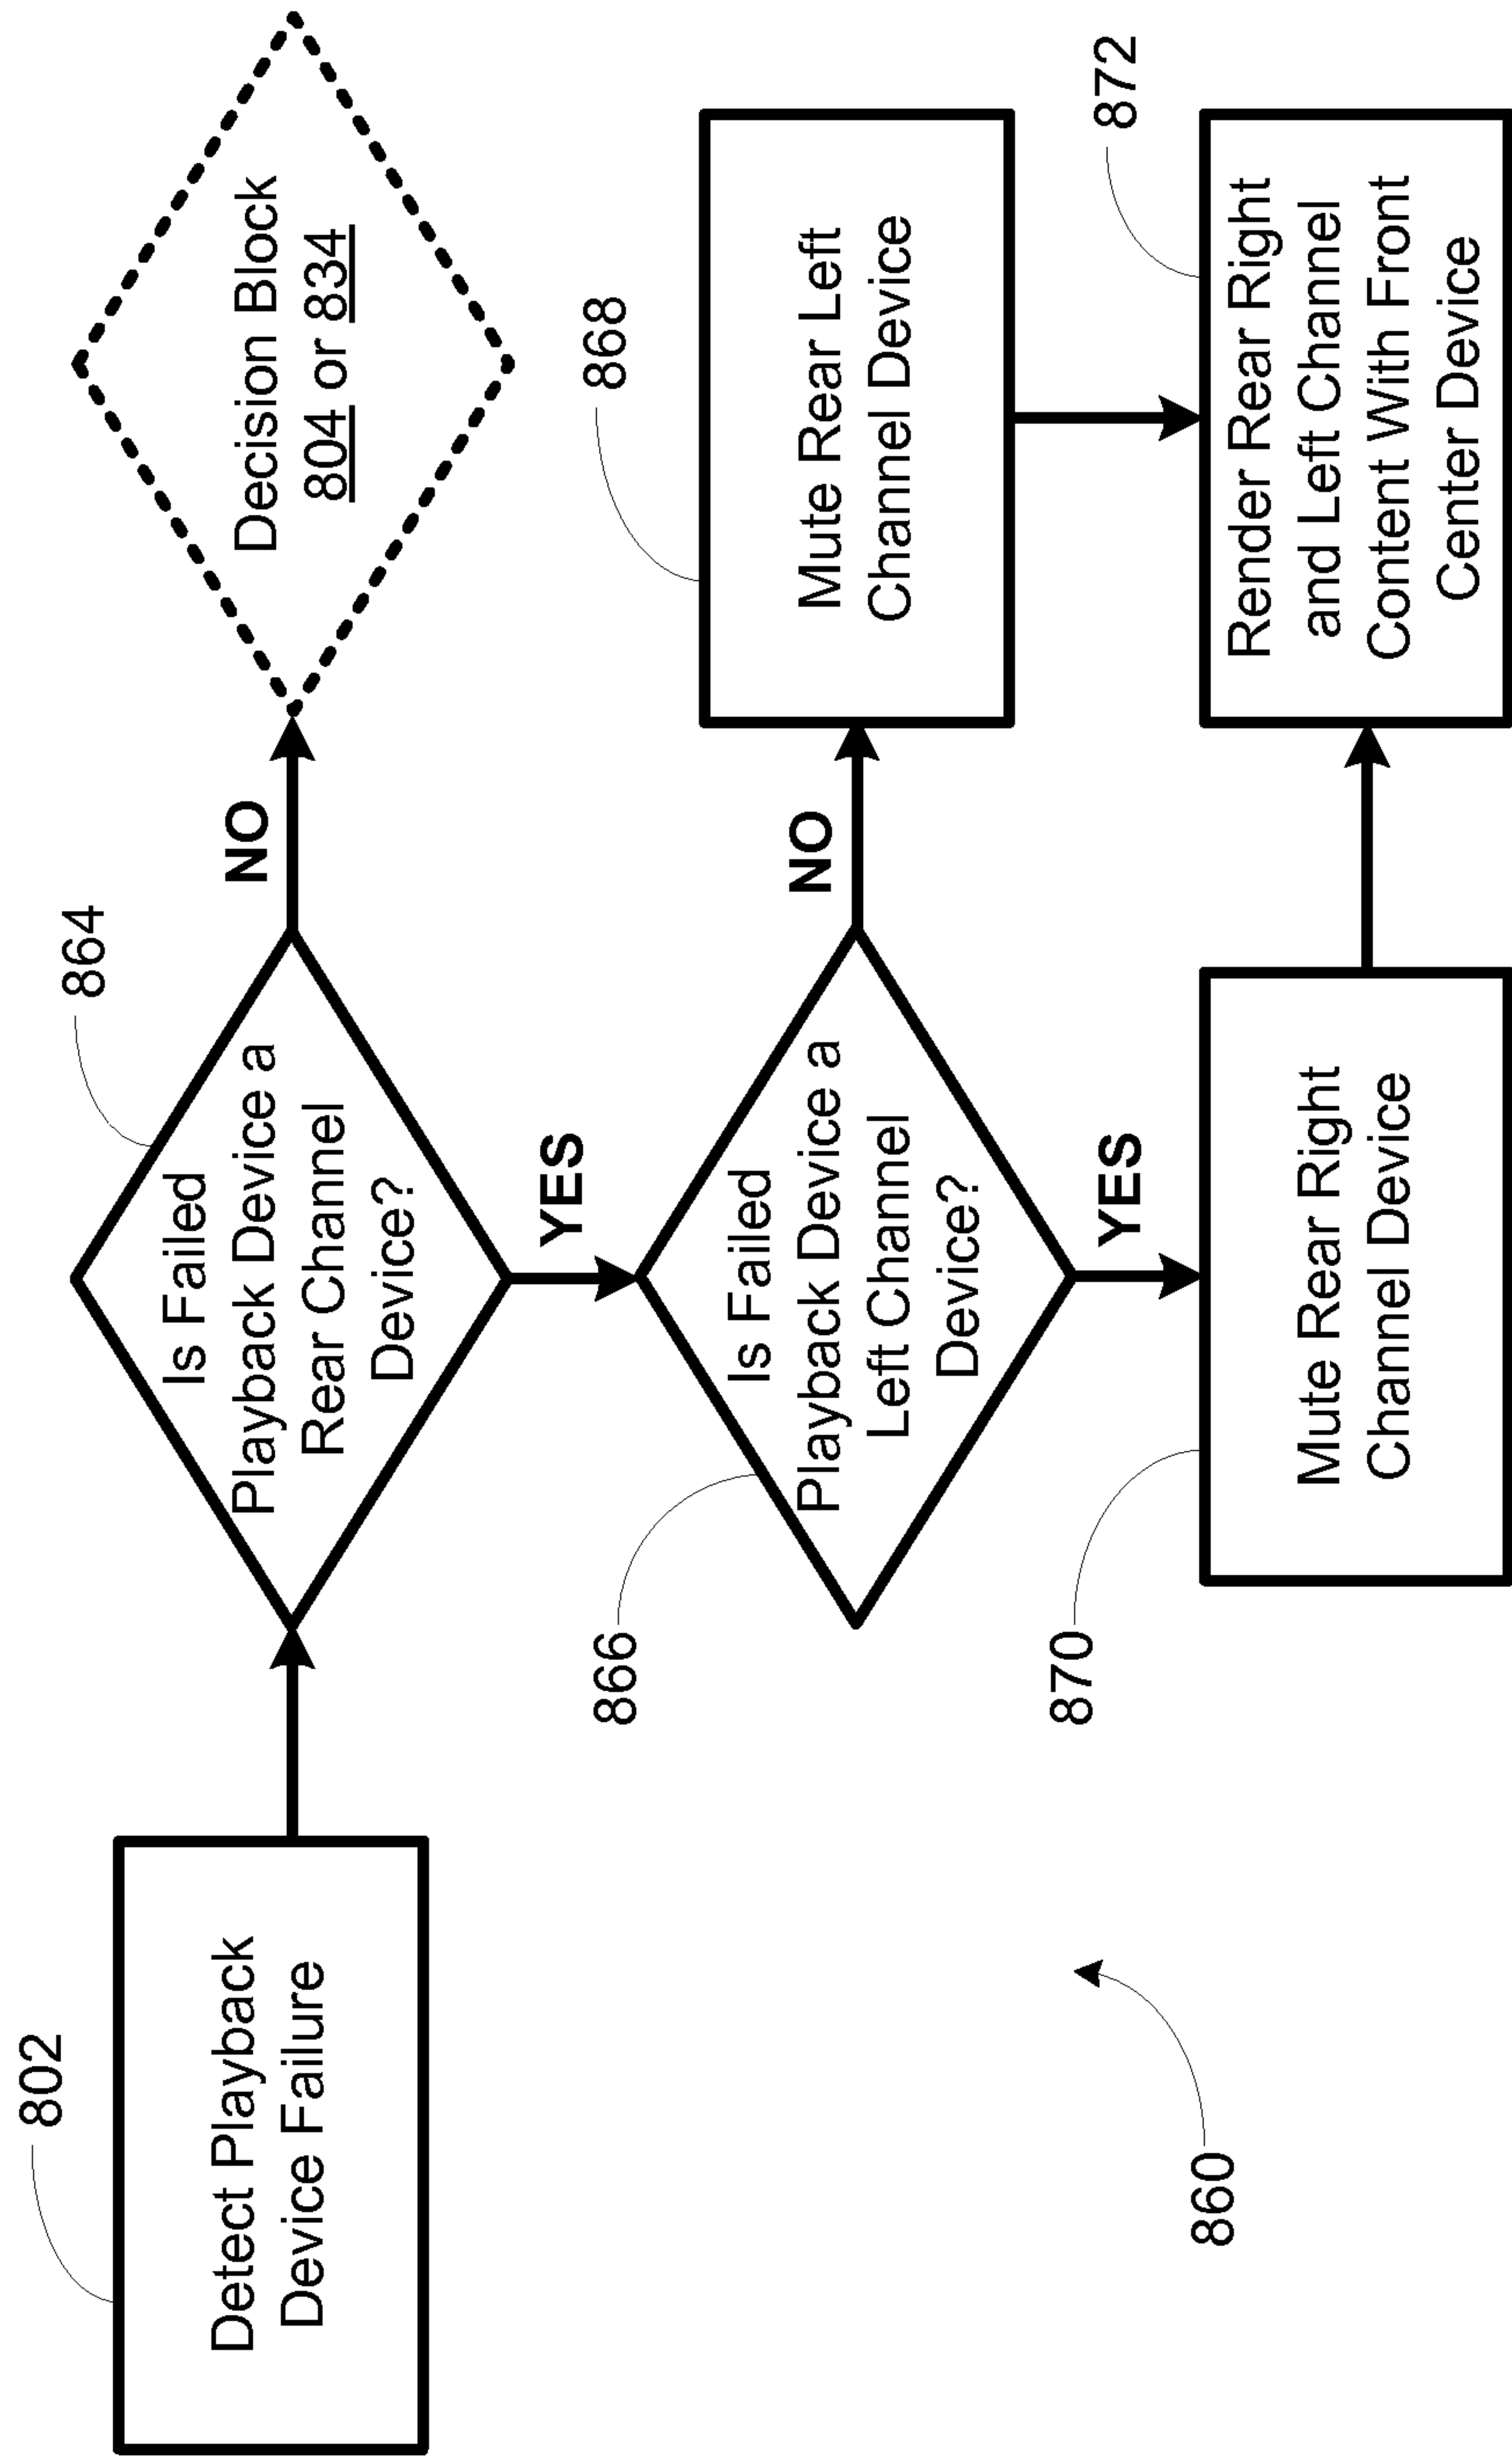 802
Detect Playback
Device Failure
864
Is Failed
Playback Device a
Rear Channel
Device?
NO
Decision Block
804 or 834
YES
866
Is Failed
Playback Device a
Left Channel
Device?
NO
868
Mute Rear Left
Channel Device
YES
870
Mute Rear Right
Channel Device
872
Render Rear Right
and Left Channel
Content With Front
Center Device
860